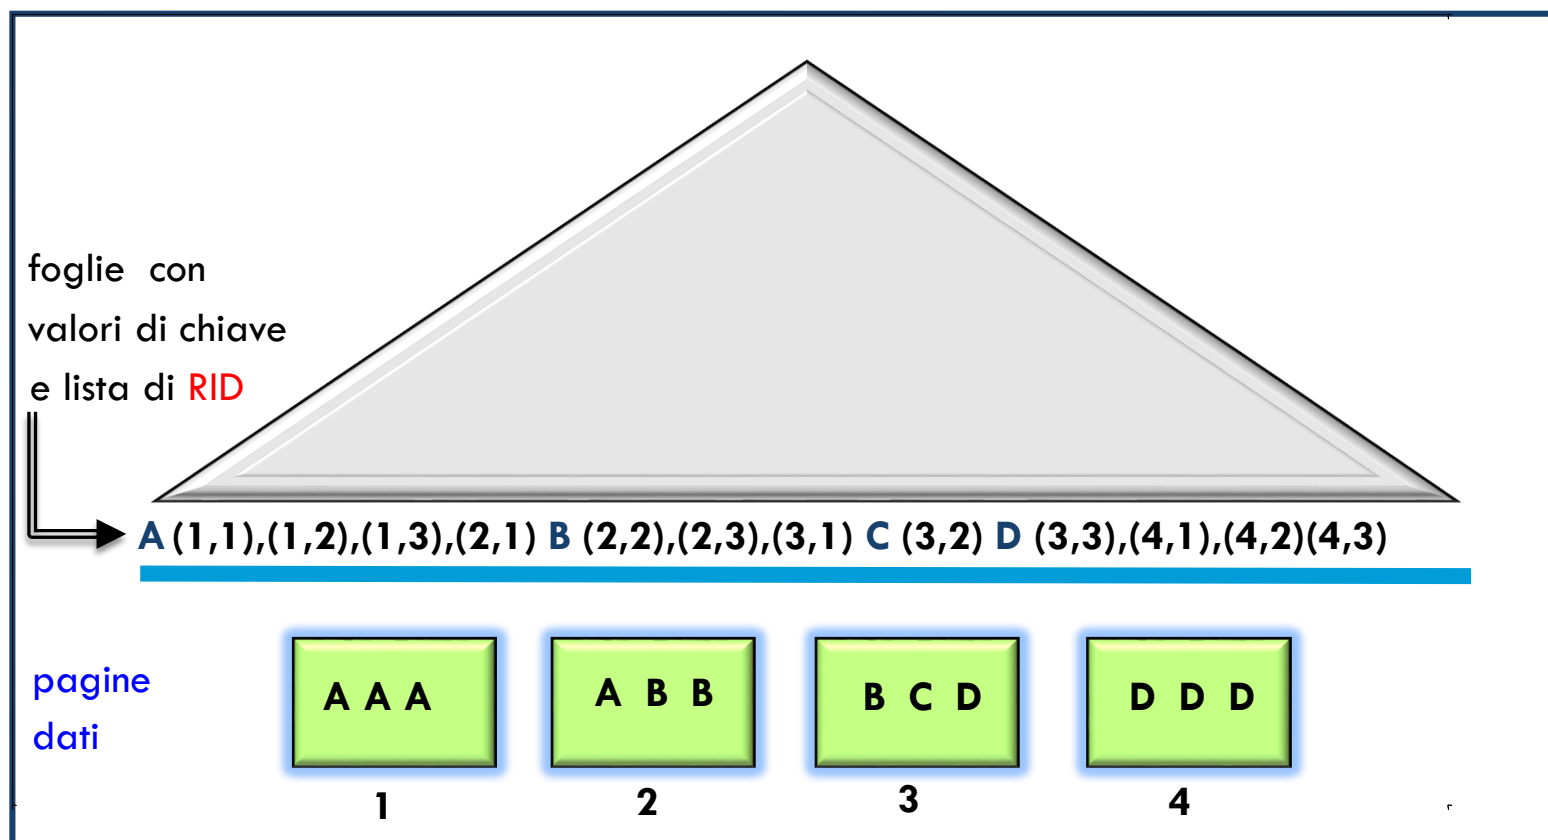 foglie con
valori di chiave
e lista di RID
A (1,1),(1,2),(1,3),(2,1) B (2,2),(2,3),(3,1) C (3,2) D (3,3),(4,1),(4,2)(4,3)
pagine
dati
A A A
A B B
B C D
D D D
1
2
3
4